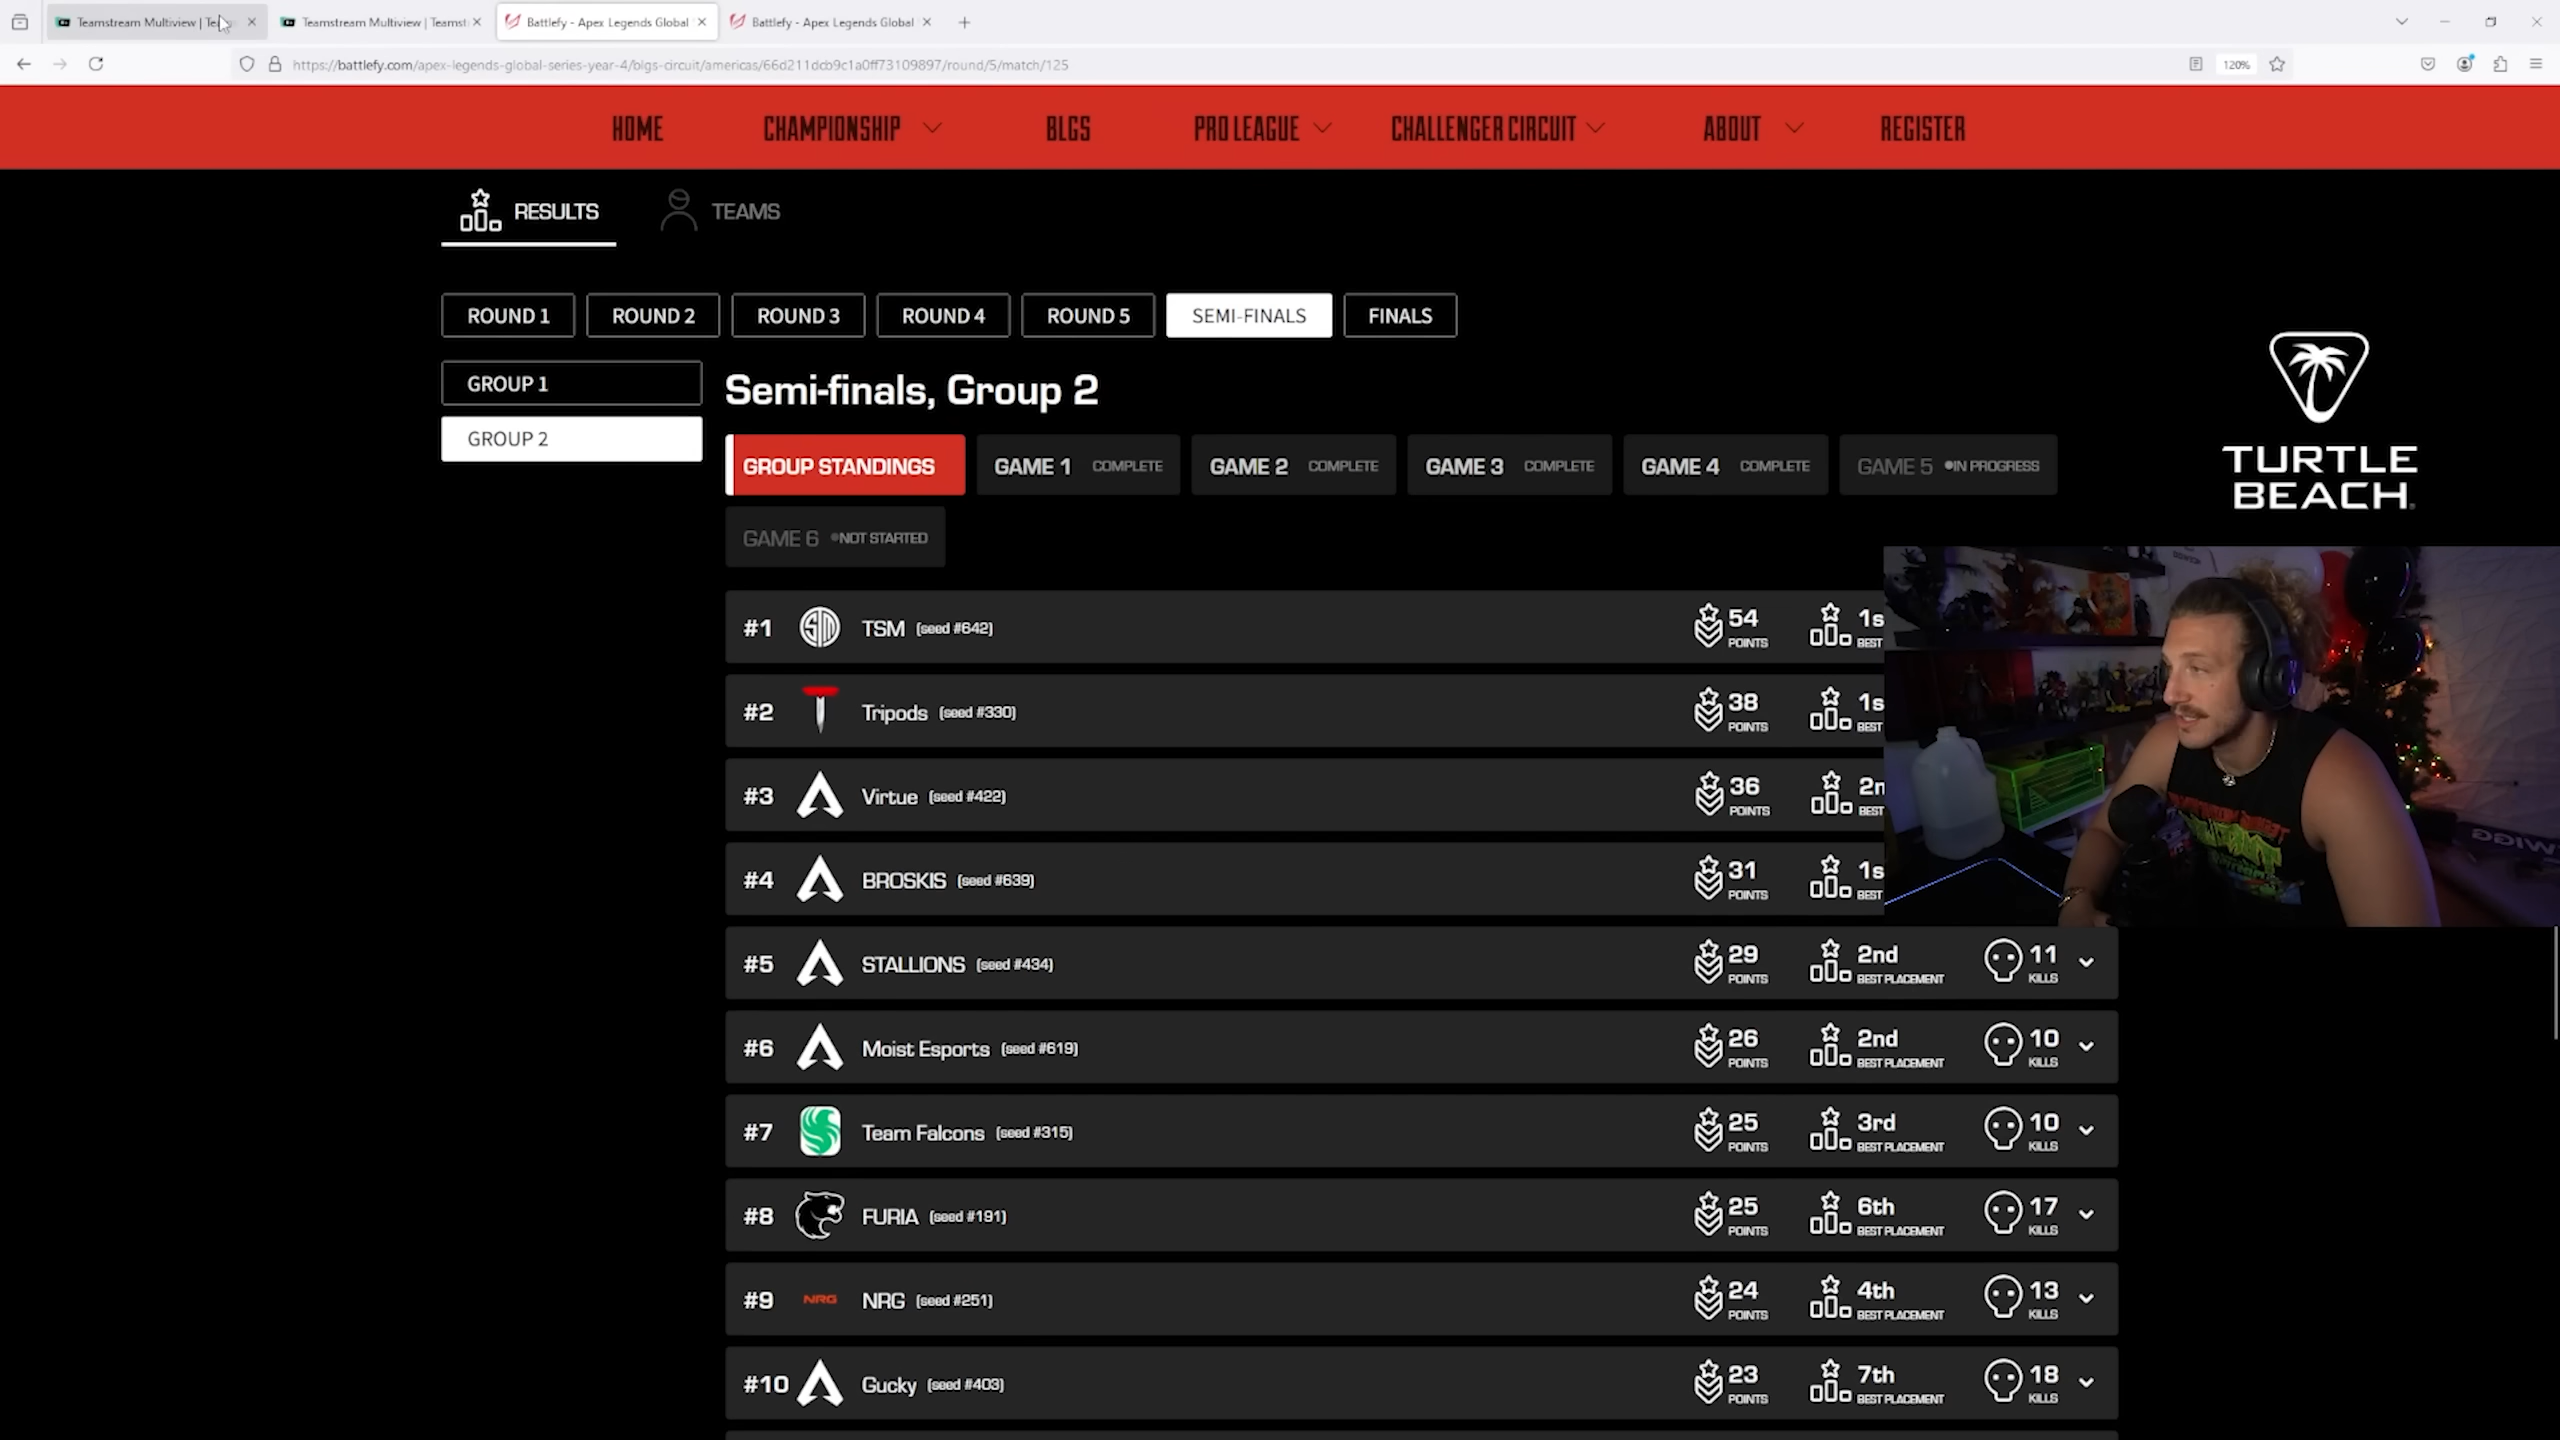 Teamstream Multiview | Tea
Teamstream Multiview | Teamst
Battlefy - Apex Legends Global
Battlefy - Apex Legends Global
https://battlefy.com/apex-legends-global-series-year-4/blgs-circuit/americas/66d211dcb9c1a0ff73109897/round/5/match/125
120%
HOME CHAMPIONSHIP BLGS PRO LEAGUE CHALLENGER CIRCUIT ABOUT REGISTER
RESULTS TEAMS
ROUND 1 ROUND 2 ROUND 3 ROUND 4 ROUND 5 SEMI-FINALS FINALS
GROUP 1
GROUP 2
Semi-finals, Group 2
GROUP STANDINGS GAME 1 COMPLETE GAME 2 COMPLETE GAME 3 COMPLETE GAME 4 COMPLETE GAME 5 IN PROGRESS
GAME 6 NOT STARTED
TURTLE
BEACH
#1 TSM (seed #642) 54 POINTS 1s BEST
#2 Tripods (seed #330) 38 POINTS 1s BEST
#3 Virtue (seed #422) 36 POINTS 2n BEST
#4 BROSKIS (seed #639) 31 POINTS 1s BEST
#5 STALLIONS (seed #434) 29 POINTS 2nd BEST PLACEMENT 11 KILLS
#6 Moist Esports (seed #619) 26 POINTS 2nd BEST PLACEMENT 10 KILLS
#7 Team Falcons (seed #315) 25 POINTS 3rd BEST PLACEMENT 10 KILLS
#8 FURIA (seed #191) 25 POINTS 6th BEST PLACEMENT 17 KILLS
#9 NRG NRG (seed #251) 24 POINTS 4th BEST PLACEMENT 13 KILLS
#10 Gucky (seed #403) 23 POINTS 7th BEST PLACEMENT 18 KILLS